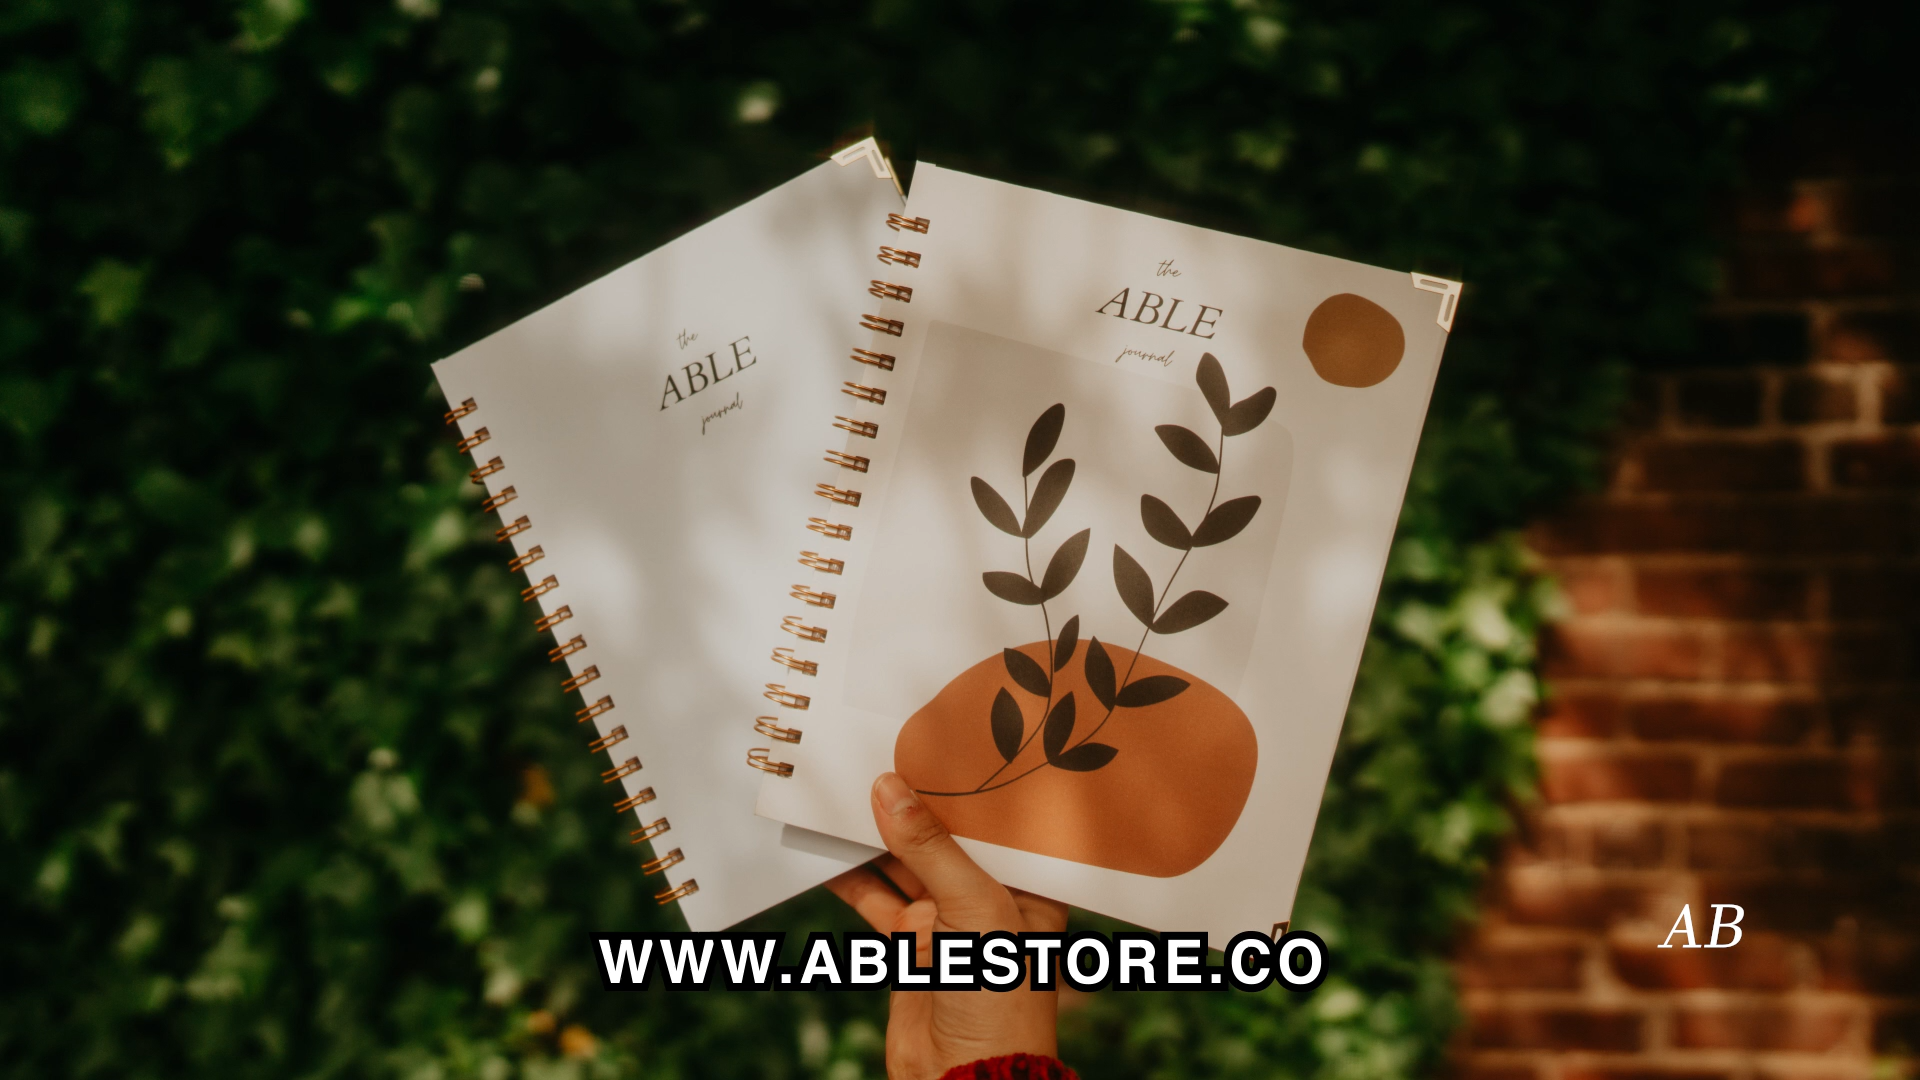 the
ABLE
journal
the
ABLE
journal
WWW.ABLESTORE.CO
AB